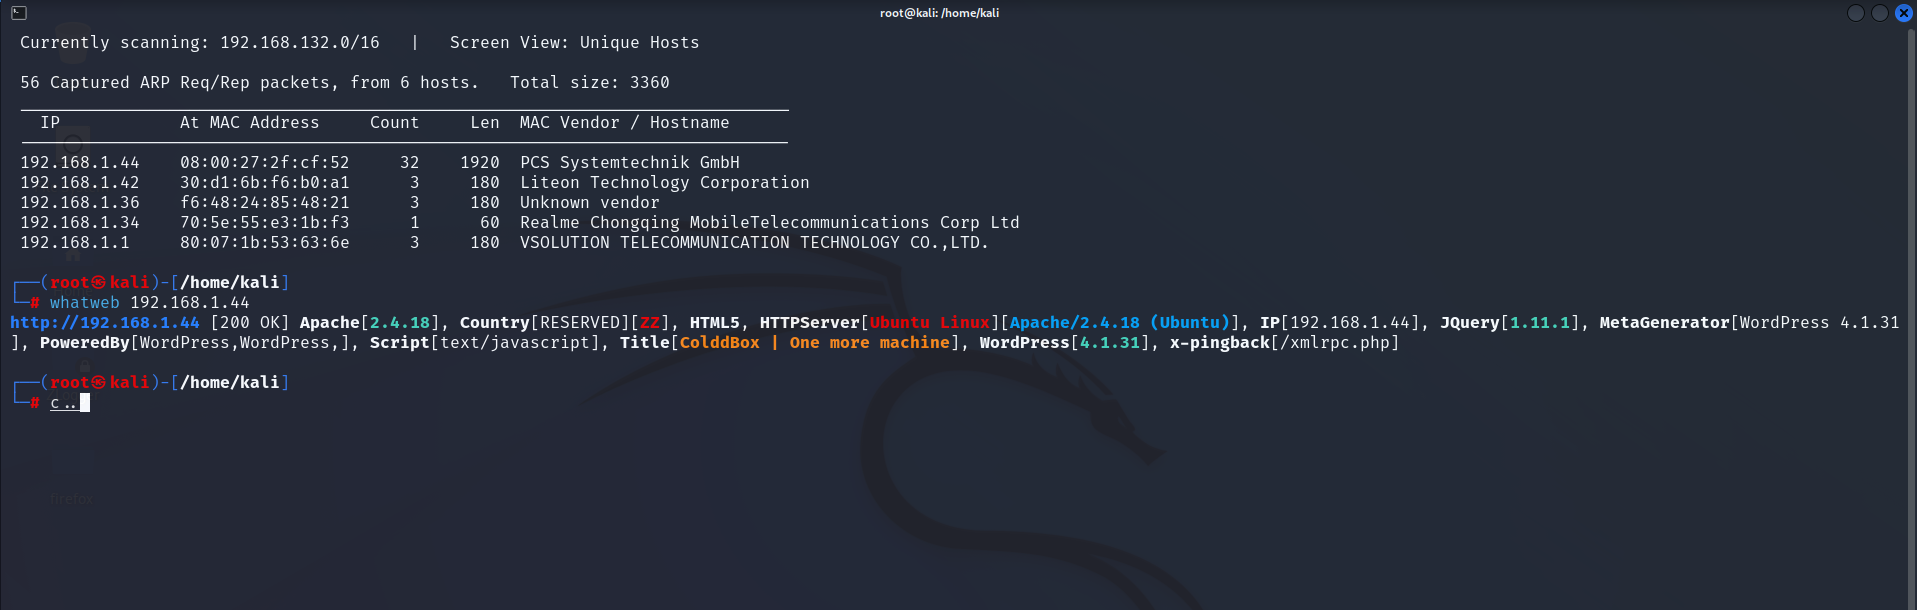 root@kali: /home/kali
Currently scanning: 192.168.132.0/16   |   Screen View: Unique Hosts
56 Captured ARP Req/Rep packets, from 6 hosts.   Total size: 3360
IP            At MAC Address     Count     Len  MAC Vendor / Hostname
192.168.1.44    08:00:27:2f:cf:52     32    1920  PCS Systemtechnik GmbH
192.168.1.42    30:d1:6b:f6:b0:a1      3     180  Liteon Technology Corporation
192.168.1.36    f6:48:24:85:48:21      3     180  Unknown vendor
192.168.1.34    70:5e:55:e3:1b:f3      1      60  Realme Chongqing MobileTelecommunications Corp Ltd
192.168.1.1     80:07:1b:53:63:6e      3     180  VSOLUTION TELECOMMUNICATION TECHNOLOGY CO.,LTD.
┌──(root㉿kali)-[/home/kali]
└─# whatweb 192.168.1.44
http://192.168.1.44 [200 OK] Apache[2.4.18], Country[RESERVED][ZZ], HTML5, HTTPServer[Ubuntu Linux][Apache/2.4.18 (Ubuntu)], IP[192.168.1.44], JQuery[1.11.1], MetaGenerator[WordPress 4.1.31
], PoweredBy[WordPress,WordPress,], Script[text/javascript], Title[ColddBox | One more machine], WordPress[4.1.31], x-pingback[/xmlrpc.php]
┌──(root㉿kali)-[/home/kali]
└─# c..
firefox